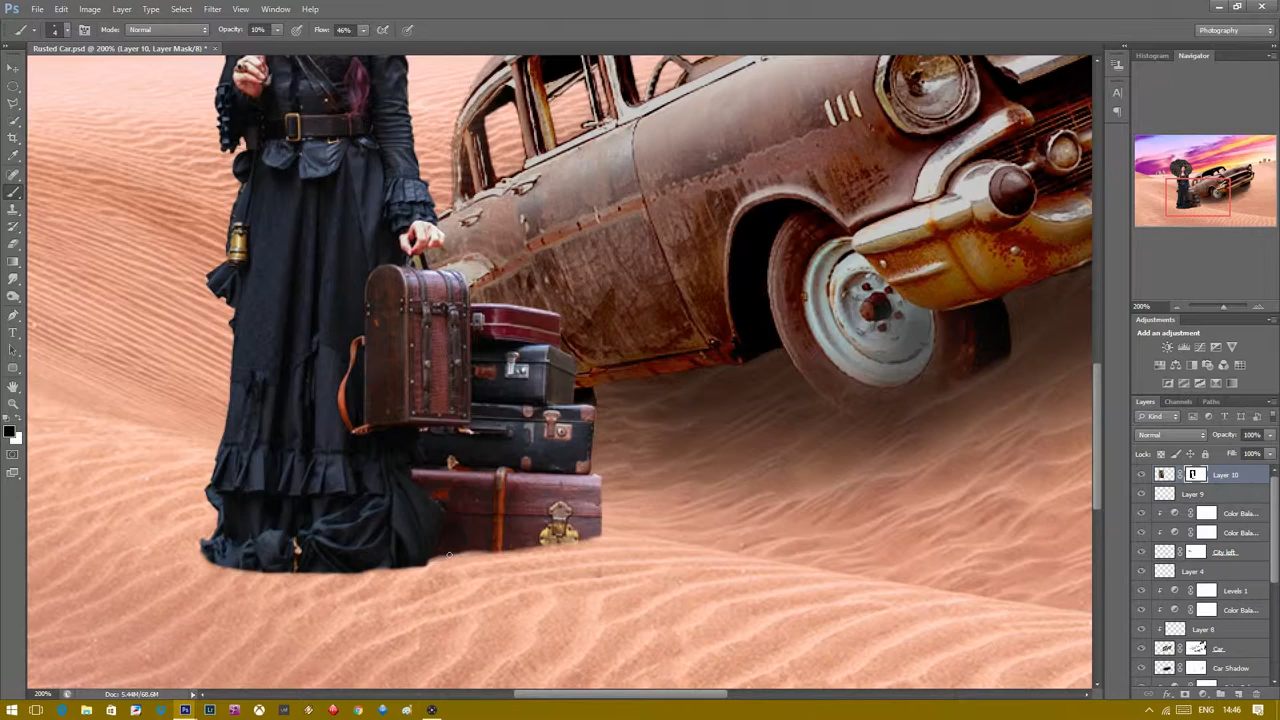 Ps File Edit Image Layer Type Select Filter View Window Help
4 Mode: Normal Opacity: 10% Flow: 46% Photography
Rusted Car.psd @ 200% (Layer 10, Layer Mask/8) * ×
Histogram Navigator
200%
Adjustments
Add an adjustment
Layers Channels Paths
Kind
Normal Opacity: 100%
Lock: Fill: 100%
Layer 10
Layer 9
Color Bala...
Color Bala...
City left
Layer 4
Levels 1
Color Bala...
Layer 8
Car
Car Shadow
200% Doc: 5.44M/68.6M
ENG 14:46